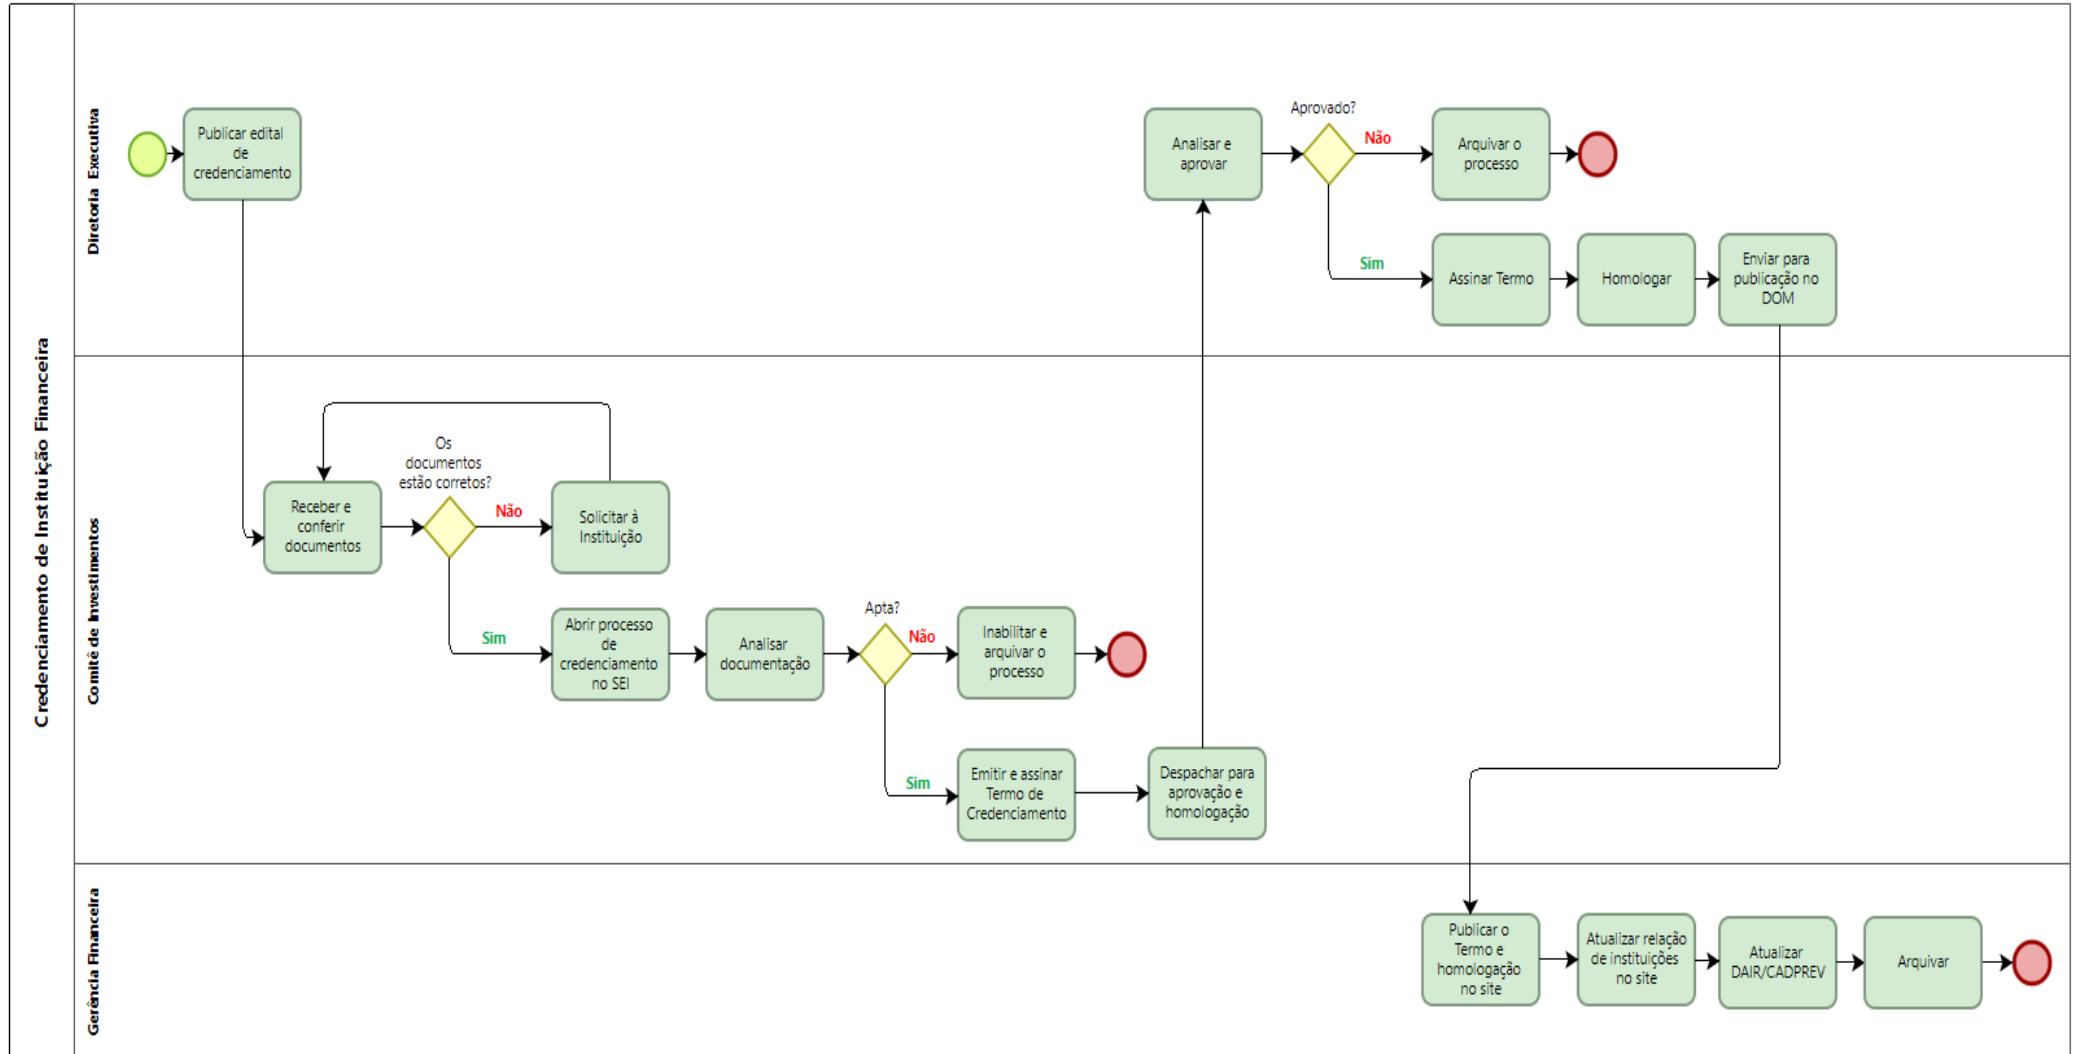 Credenciamento de Instituição Financeira
Diretoria Executiva
Publicar edital
de
credenciamento
Analisar e
aprovar
Aprovado?
Não
Arquivar o
processo
Sim
Assinar Termo
Homologar
Enviar para
publicação no
DOM
Comitê de Investimentos
Receber e
conferir
documentos
Os
documentos
estão corretos?
Não
Solicitar à
Instituição
Sim
Abrir processo
de
credenciamento
no SEI
Analisar
documentação
Apta?
Não
Inabilitar e
arquivar o
processo
Sim
Emitir e assinar
Termo de
Credenciamento
Despachar para
aprovação e
homologação
Gerência Financeira
Publicar o
Termo e
homologação
no site
Atualizar relação
de instituições
no site
Atualizar
DAIR/CADPREV
Arquivar